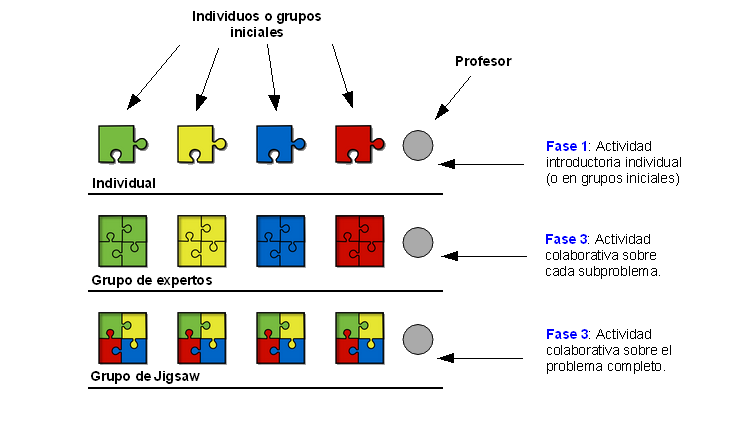 Individuos o grupos
iniciales
Profesor
Fase 1: Actividad
introductoria individual
(o en grupos iniciales)
Individual
Fase 3: Actividad
colaborativa sobre
cada subproblema.
Grupo de expertos
Fase 3: Actividad
colaborativa sobre el
problema completo.
Grupo de Jigsaw